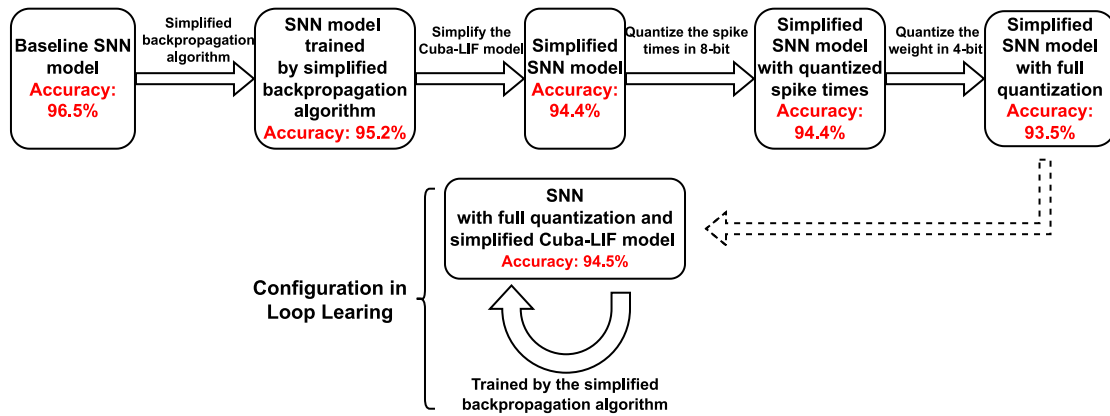 Baseline SNN
model
Accuracy:
96.5%
Simplified
backpropagation
algorithm
SNN model
trained
by simplified
backpropagation
algorithm
Accuracy: 95.2%
Simplify the
Cuba-LIF model
Simplified
SNN model
Accuracy:
94.4%
Quantize the spike
times in 8-bit
Simplified
SNN model
with quantized
spike times
Accuracy:
94.4%
Quantize the
weight in 4-bit
Simplified
SNN model
with full
quantization
Accuracy:
93.5%
SNN
with full quantization and
simplified Cuba-LIF model
Accuracy: 94.5%
Configuration in
Loop Learing
Trained by the simplified
backpropagation algorithm